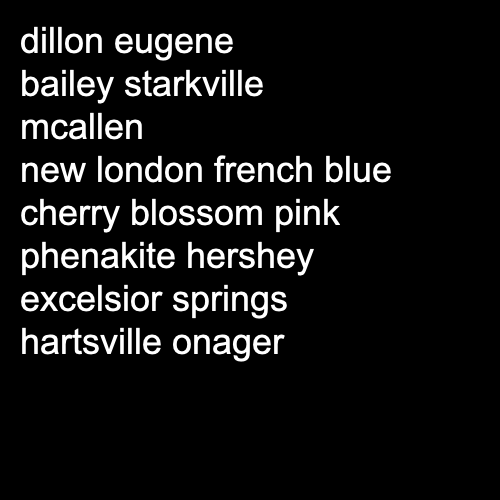 dillon eugene
bailey starkville
mcallen
new london french blue
cherry blossom pink
phenakite hershey
excelsior springs
hartsville onager